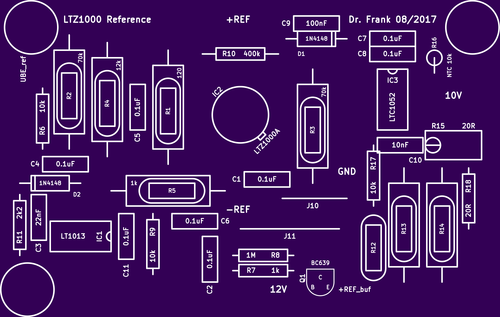 LTZ1000 Reference
+REF
C9
100nF
Dr. Frank 08/2017
1N4148
D1
C7
0.1uF
C8
0.1uF
R16
NTC 10k
UBE_ref
R10 400k
R2
70k
R4
12k
R1
120
0.1uF
C5
R6
10k
IC2
LTZ1000A
R3
70k
IC3
LTC1052
10V
R15
20R
10nF
C10
C4
0.1uF
1N4148
D2
1k
R5
C1
0.1uF
GND
R17
10k
R18
20R
J10
R11
2k2
22nF
C3
LT1013
IC1
0.1uF
C11
R9
10k
0.1uF
C6
-REF
J11
0.1uF
C2
1M R8
R7 1k
12V
BC639
Q1
C
B
E
+REF_buf
R12
R13
R14